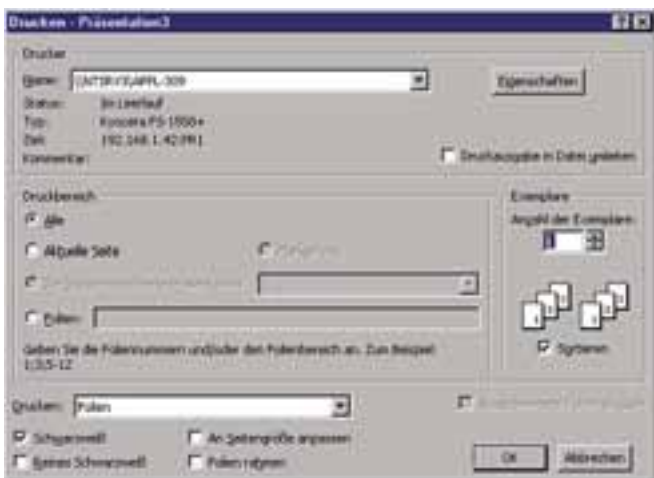 Drucken - Präsentation3
Drucker
Name:
Eigenschaften
Status: Im Leerlauf
Typ: Kyocera FS-1550+
Ziel: 192.168.1.42:PR1
Kommentar:
Druckausgabe in Datei umleiten
Druckbereich
Exemplare
Alle
Anzahl der Exemplare:
1
Aktuelle Seite
Folien:
Sortieren
Geben Sie die Foliennummern und/oder den Folienbereich an. Zum Beispiel:
1;3;5-12
Drucken: Folien
Schwarzweiß
An Seitengröße anpassen
Reines Schwarzweiß
Folien rahmen
OK
Abbrechen